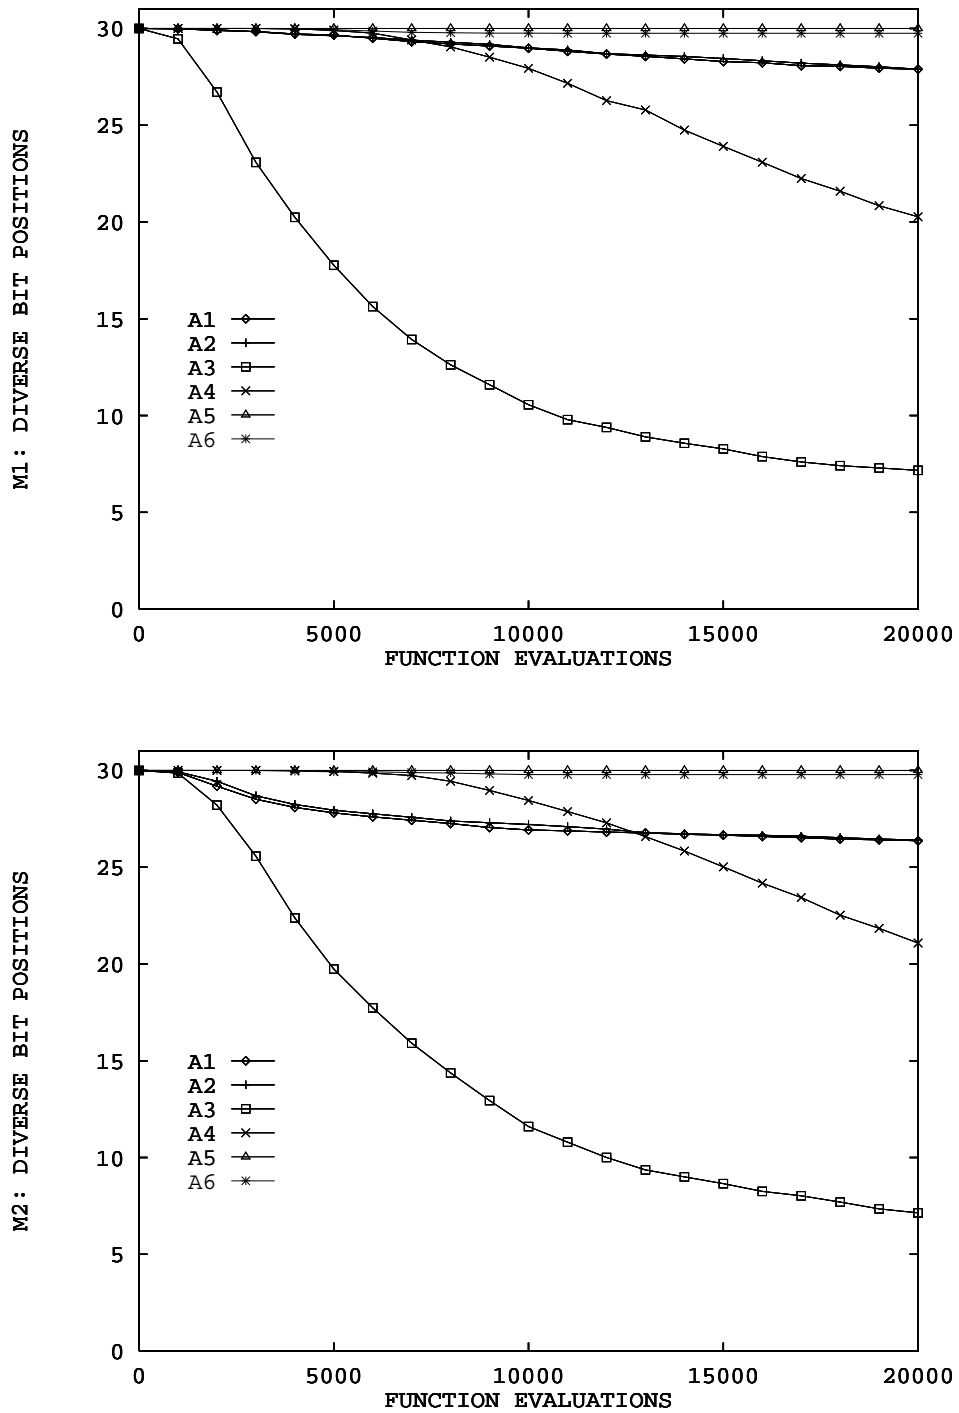 30
25
20
15
10
5
0
M1: DIVERSE BIT POSITIONS
A1
A2
A3
A4
A5
A6
0 5000 10000 15000 20000
FUNCTION EVALUATIONS
30
25
20
15
10
5
0
M2: DIVERSE BIT POSITIONS
A1
A2
A3
A4
A5
A6
0 5000 10000 15000 20000
FUNCTION EVALUATIONS